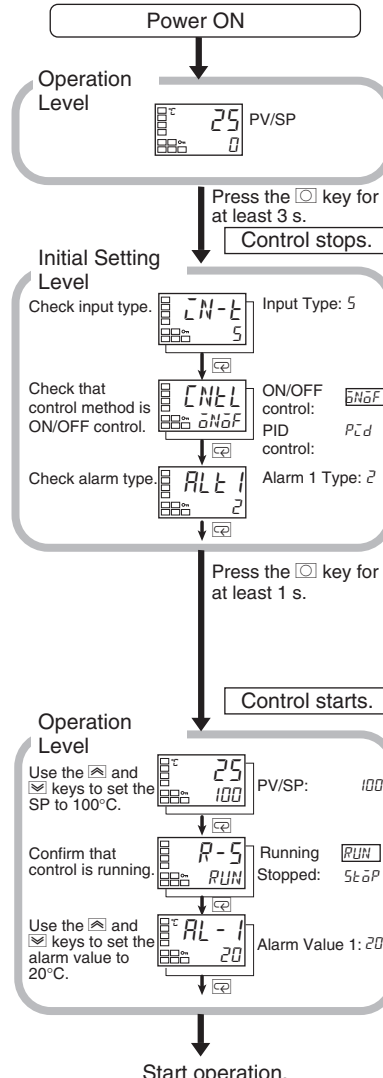 Power ON
Operation
Level
25
0
PV/SP
Press the key for
at least 3 s.
Control stops.
Initial Setting
Level
Check input type.
IN-t
5
Input Type: 5
Check that
control method is
ON/OFF control.
CNtL
oNoF
ON/OFF
control:
oNoF
PID
control:
Pid
Check alarm type.
ALt1
2
Alarm 1 Type: 2
Press the key for
at least 1 s.
Control starts.
Operation
Level
Use the and
keys to set the
SP to 100°C.
°C
25
100
PV/SP: 100
Confirm that
control is running.
R-S
RUN
Running RUN
Stopped: StoP
Use the and
keys to set the
alarm value to
20°C.
°C
AL-1
20
Alarm Value 1: 20
Start operation.